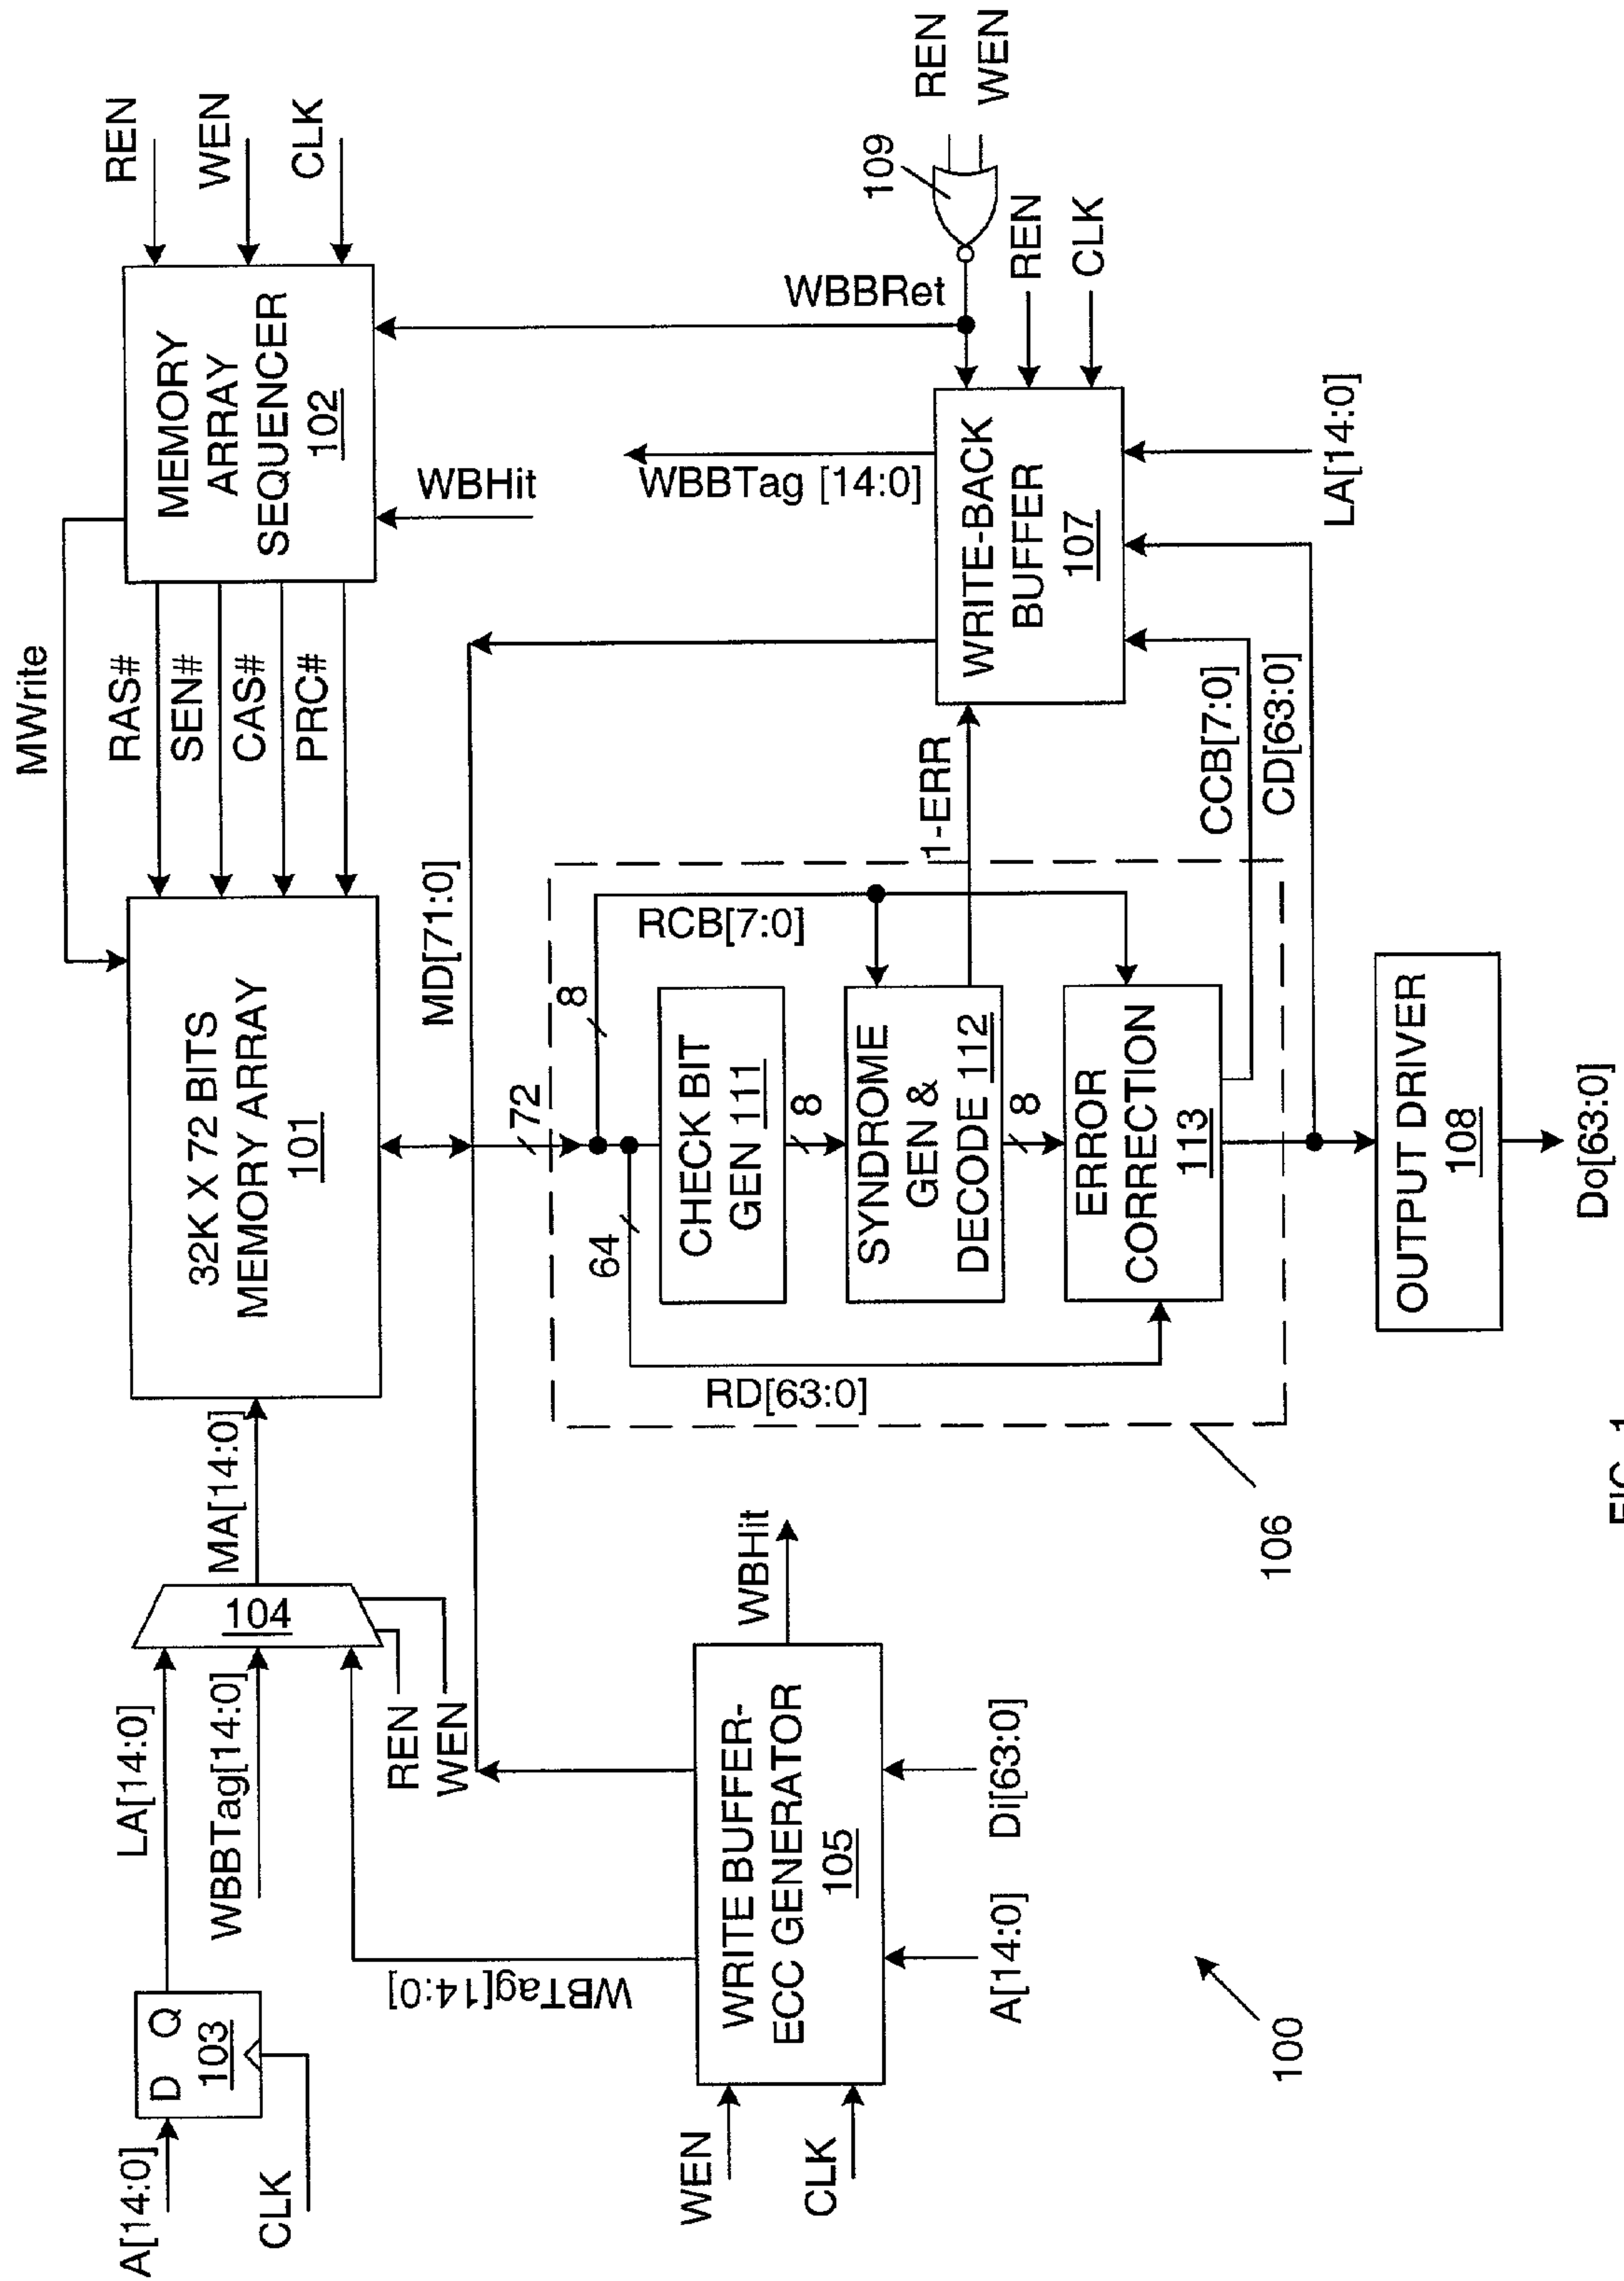 A[14:0]
CLK
D Q
103
LA[14:0]
WBBTag[14:0]
104
REN
WEN
MA[14:0]
32K X 72 BITS
MEMORY ARRAY
101
MWrite
RAS#
SEN#
CAS#
PRC#
MEMORY
ARRAY
SEQUENCER
102
REN
WEN
CLK
WBHit
WBBRet
WBTag[14:0]
WEN
CLK
WRITE BUFFER-
ECC GENERATOR
105
WBHit
A[14:0]
Di[63:0]
MD[71:0]
72
8
64
RCB[7:0]
RD[63:0]
CHECK BIT
GEN 111
8
SYNDROME
GEN &
DECODE 112
8
ERROR
CORRECTION
113
106
1-ERR
CCB[7:0]
CD[63:0]
WBBTag [14:0]
WRITE-BACK
BUFFER
107
109
REN
WEN
REN
CLK
LA[14:0]
OUTPUT DRIVER
108
Do[63:0]
100
FIG. 1